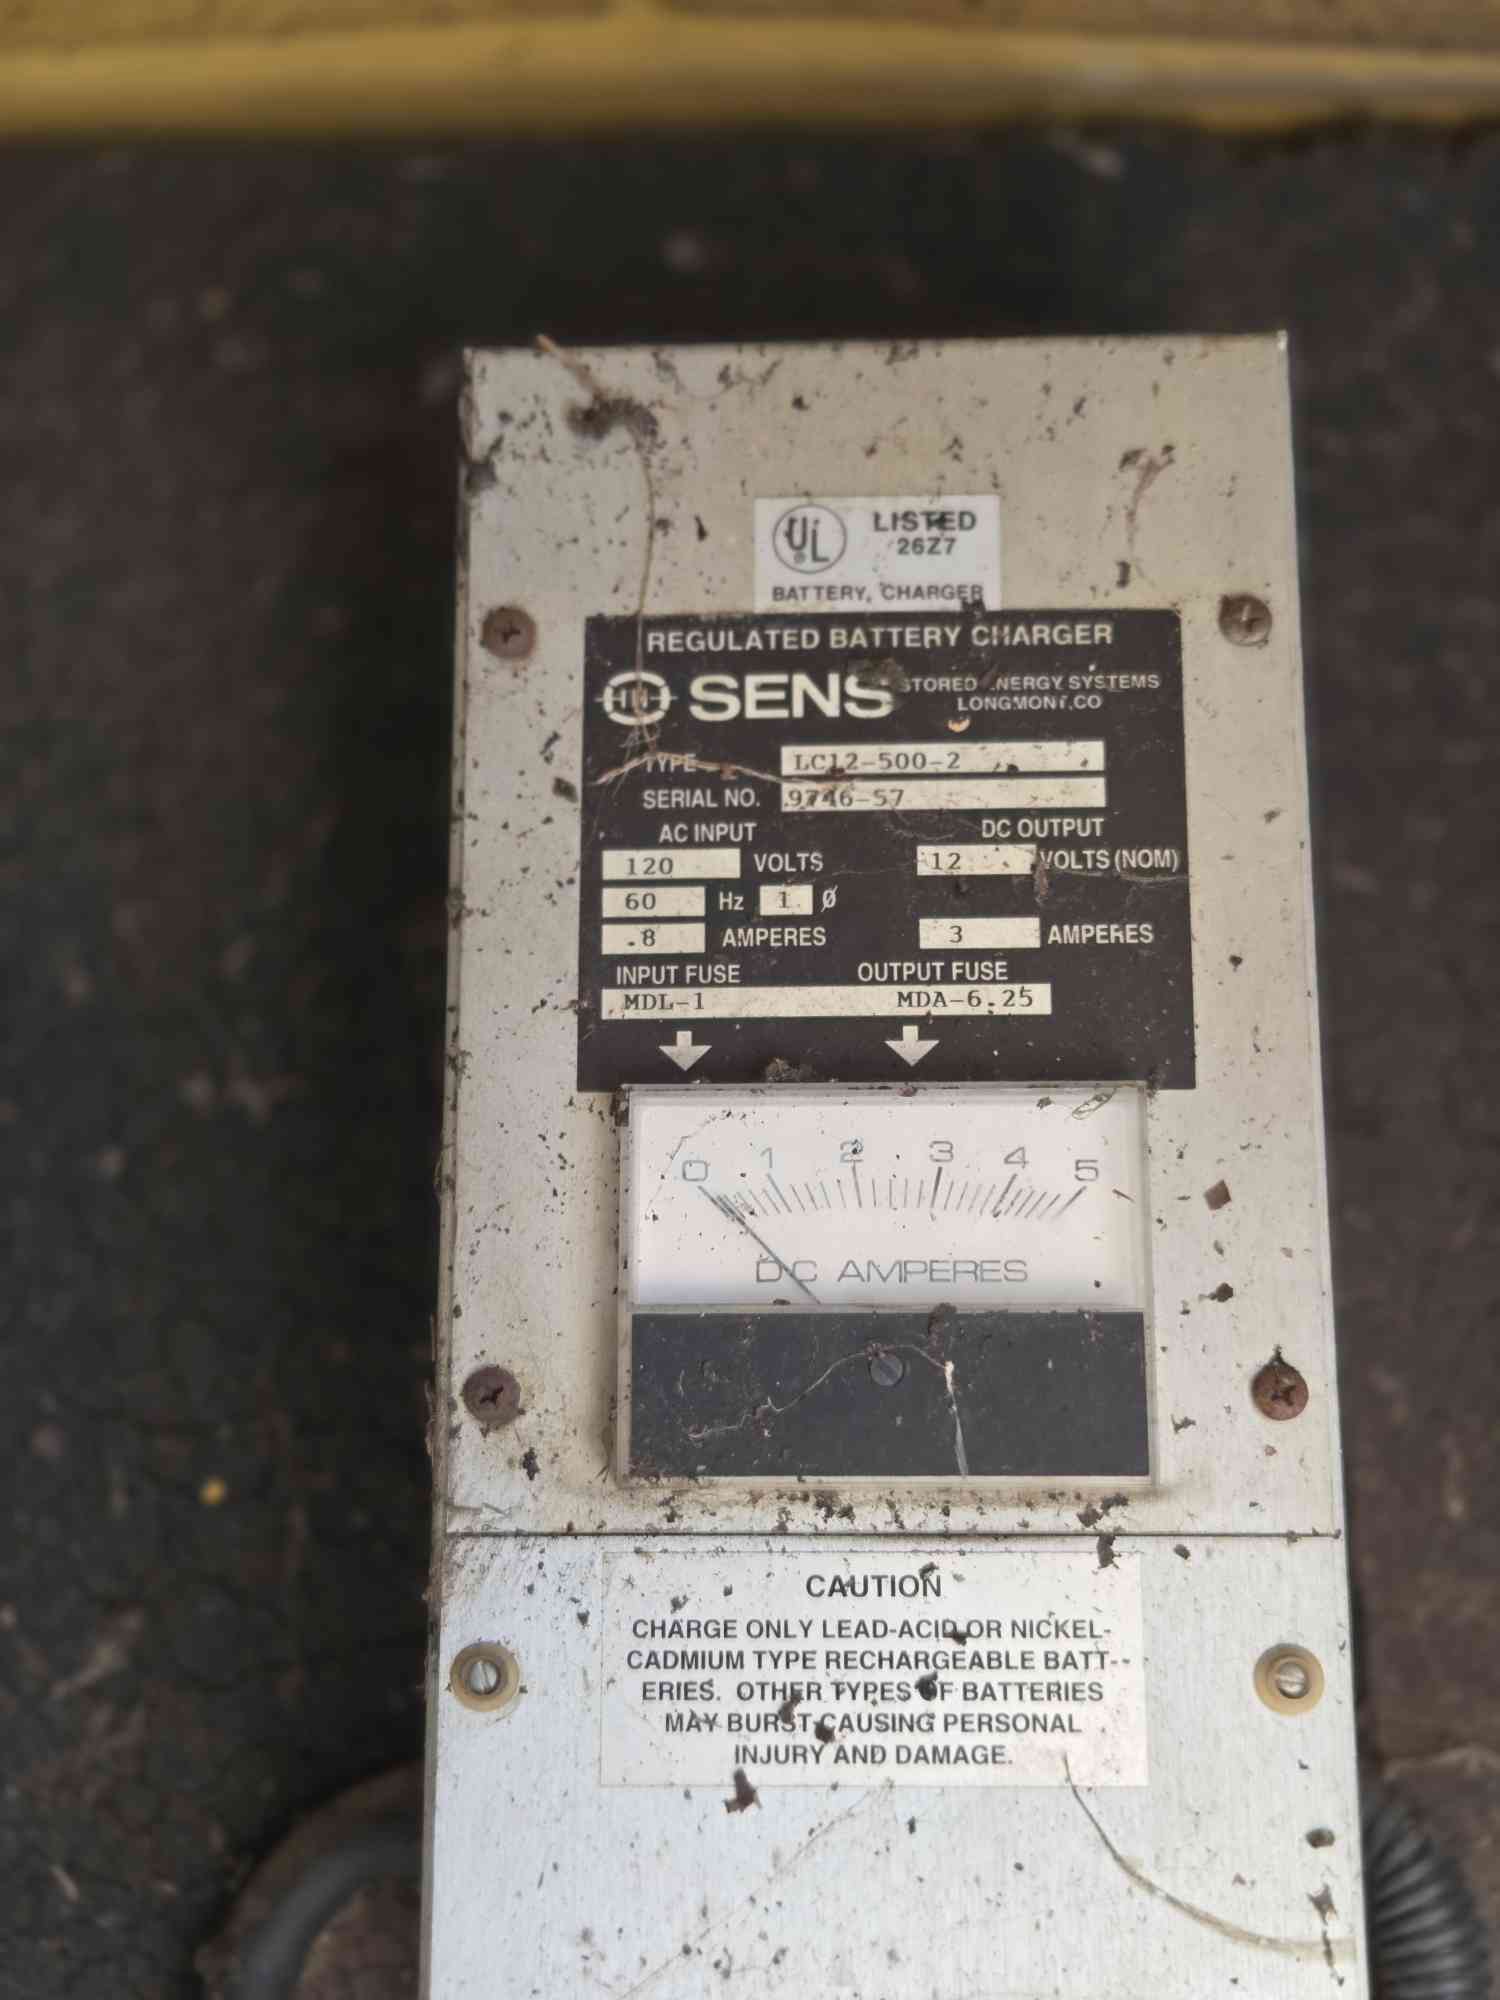 UL LISTED
26Z7
BATTERY, CHARGER
REGULATED BATTERY CHARGER
SENS STORED ENERGY SYSTEMS
LONGMONT, CO
TYPE LC12-500-2
SERIAL NO. 9746-57
AC INPUT DC OUTPUT
120 VOLTS 12 VOLTS (NOM)
60 Hz 1 Ø
.8 AMPERES 3 AMPERES
INPUT FUSE OUTPUT FUSE
MDL-1 MDA-6.25
0 1 2 3 4 5
DC AMPERES
CAUTION
CHARGE ONLY LEAD-ACID OR NICKEL-
CADMIUM TYPE RECHARGEABLE BATT--
ERIES. OTHER TYPES OF BATTERIES
MAY BURST CAUSING PERSONAL
INJURY AND DAMAGE.